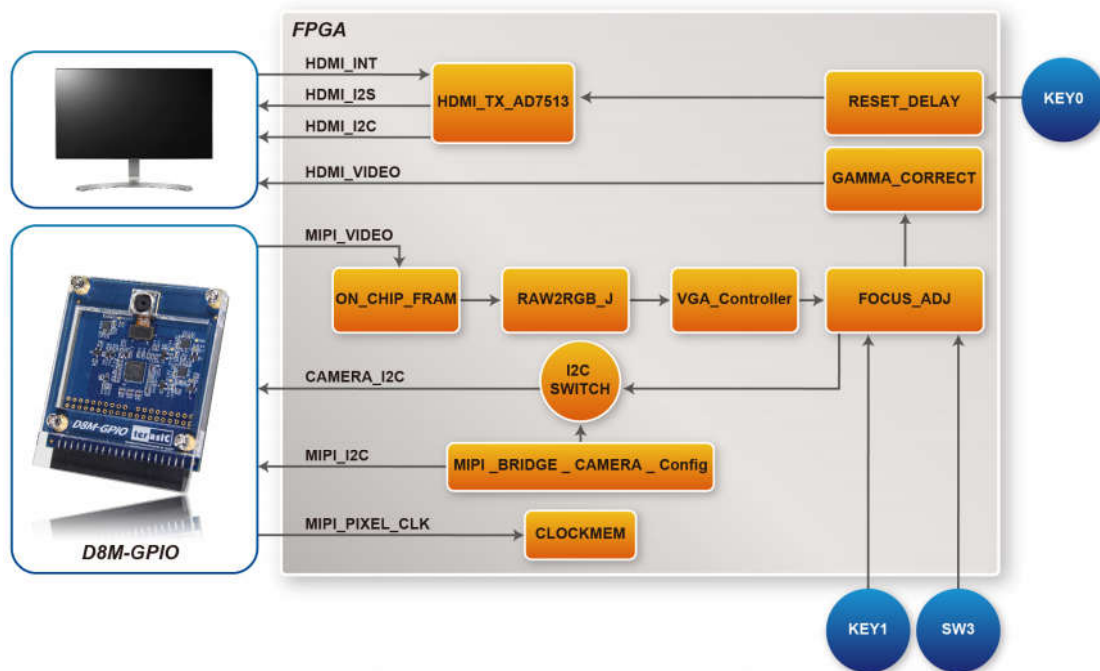 FPGA
HDMI_INT
HDMI_I2S
HDMI_I2C
HDMI_TX_AD7513
RESET_DELAY
KEY0
HDMI_VIDEO
GAMMA_CORRECT
MIPI_VIDEO
ON_CHIP_FRAM
RAW2RGB_J
VGA_Controller
FOCUS_ADJ
CAMERA_I2C
I2C
SWITCH
D8M-GPIO
terasIC
MIPI_I2C
MIPI _BRIDGE _ CAMERA _ Config
MIPI_PIXEL_CLK
CLOCKMEM
D8M-GPIO
KEY1
SW3